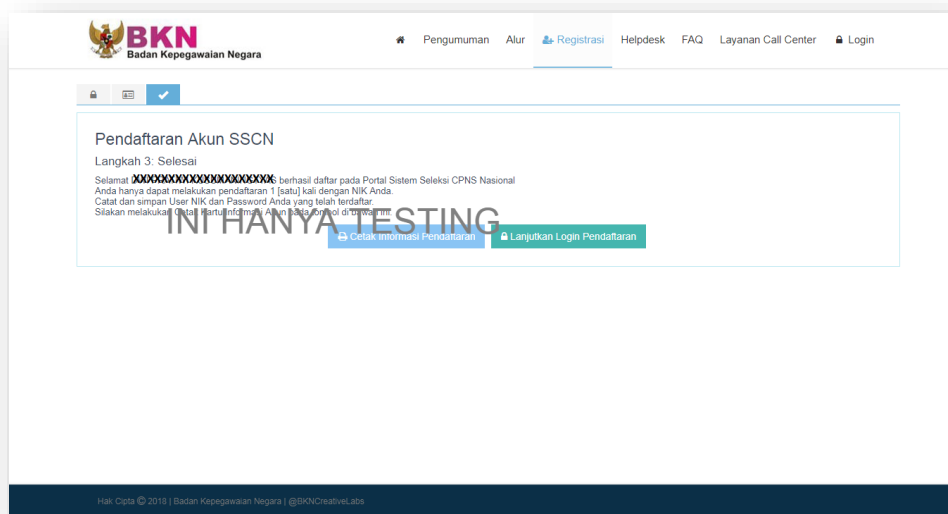 BKN
Badan Kepegawaian Negara
Pengumuman Alur Registrasi Helpdesk FAQ Layanan Call Center Login
Pendaftaran Akun SSCN
Langkah 3: Selesai
Selamat XXXXXXXXXXXXXXXXXXXX berhasil daftar pada Portal Sistem Seleksi CPNS Nasional
Anda hanya dapat melakukan pendaftaran 1 [satu] kali dengan NIK Anda.
Catat dan simpan User NIK dan Password Anda yang telah terdaftar.
Silakan melakukan Cetak Kartu Informasi Akun pada tombol di bawah ini.
INI HANYA TESTING
Cetak Informasi Pendaftaran Lanjutkan Login Pendaftaran
Hak Cipta © 2018 | Badan Kepegawaian Negara | @BKNCreativeLabs